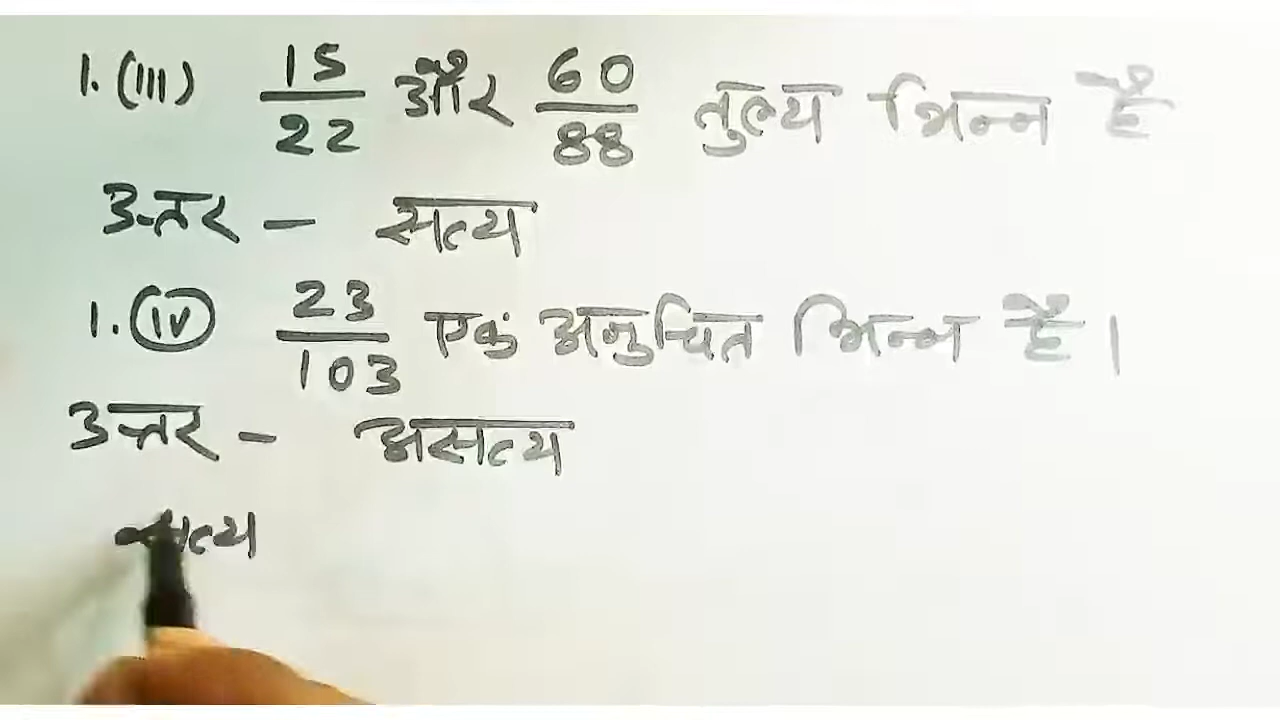 1. (III) 15/22 और 60/88 तुल्य भिन्न है
उत्तर – सत्य
1. (IV) 23/103 एक अनुचित भिन्न है।
उत्तर – असत्य